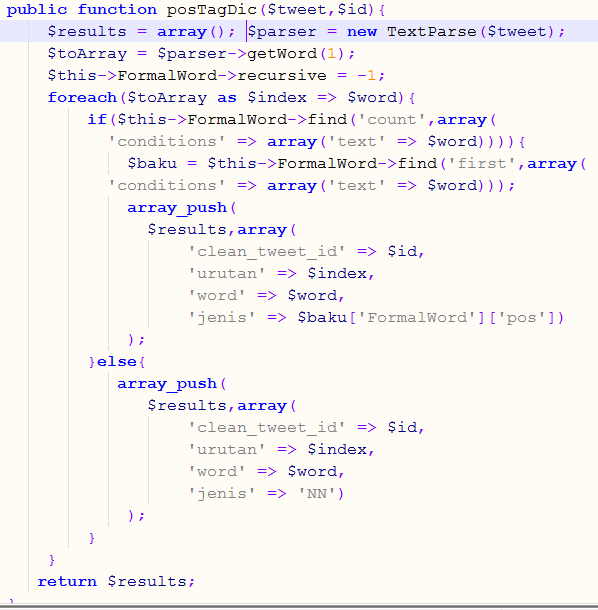 public function posTagDic($tweet,$id){
$results = array(); $parser = new TextParse($tweet);
$toArray = $parser->getWord(1);
$this->FormalWord->recursive = -1;
foreach($toArray as $index => $word){
if($this->FormalWord->find('count',array(
'conditions' => array('text' => $word)))){
$baku = $this->FormalWord->find('first',array(
'conditions' => array('text' => $word)));
array_push(
$results,array(
'clean_tweet_id' => $id,
'urutan' => $index,
'word' => $word,
'jenis' => $baku['FormalWord']['pos'])
);
}else{
array_push(
$results,array(
'clean_tweet_id' => $id,
'urutan' => $index,
'word' => $word,
'jenis' => 'NN')
);
}
}
return $results;